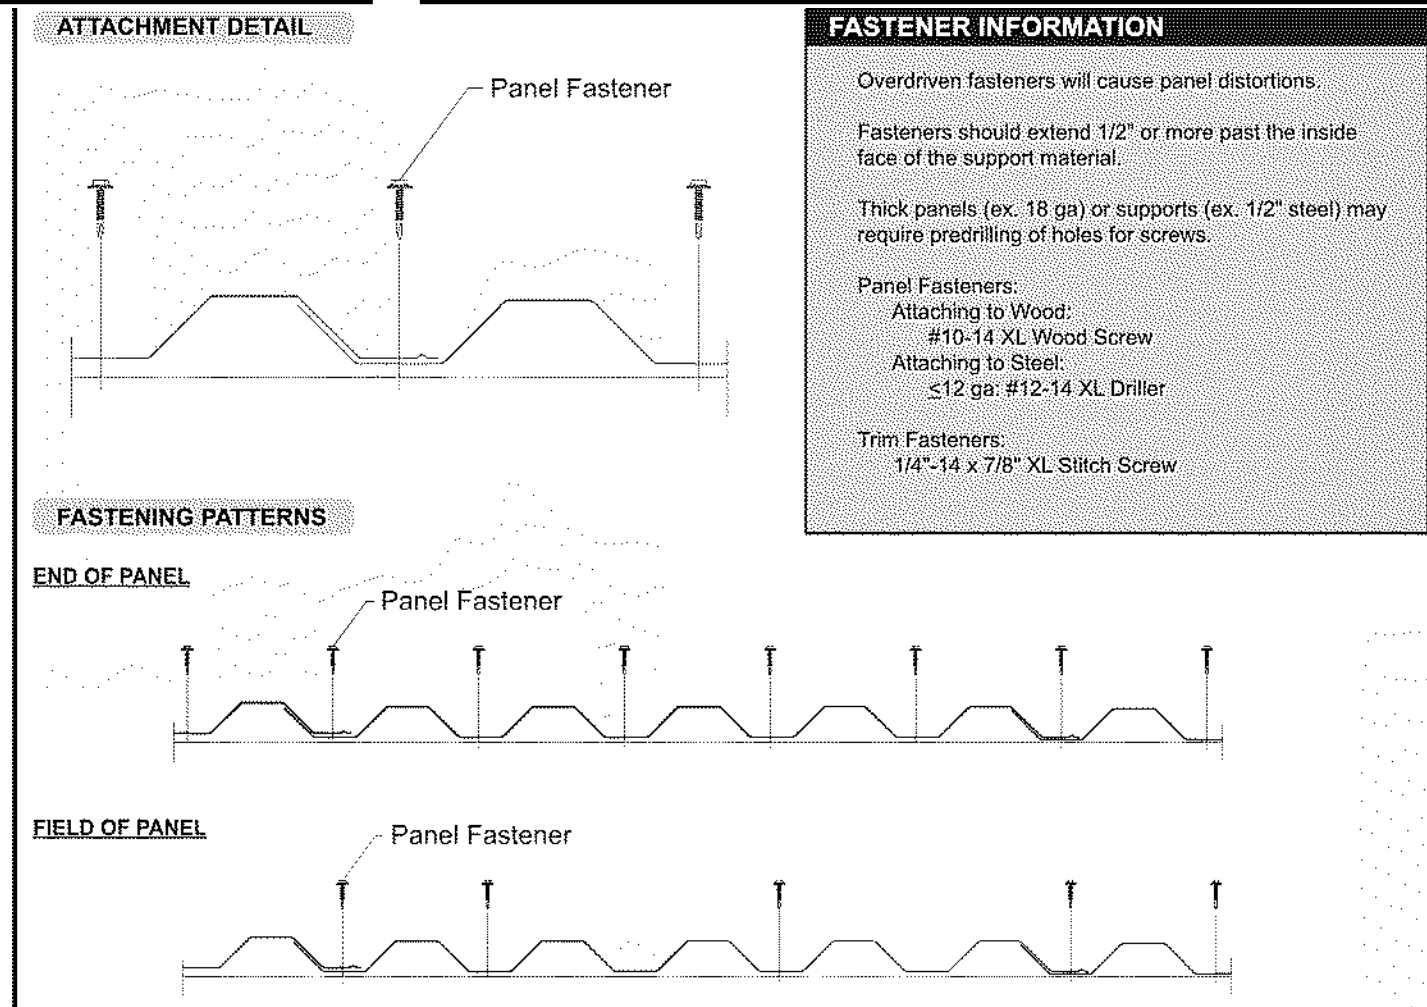 ATTACHMENT DETAIL
Panel Fastener
FASTENER INFORMATION
Overdriven fasteners will cause panel distortions.
Fasteners should extend 1/2" or more past the inside
face of the support material.
Thick panels (ex. 18 ga) or supports (ex. 1/2" steel) may
require predrilling of holes for screws.
Panel Fasteners:
Attaching to Wood:
#10-14 XL Wood Screw
Attaching to Steel:
≤12 ga: #12-14 XL Driller
Trim Fasteners:
1/4"-14 x 7/8" XL Stitch Screw
FASTENING PATTERNS
END OF PANEL
Panel Fastener
FIELD OF PANEL
Panel Fastener